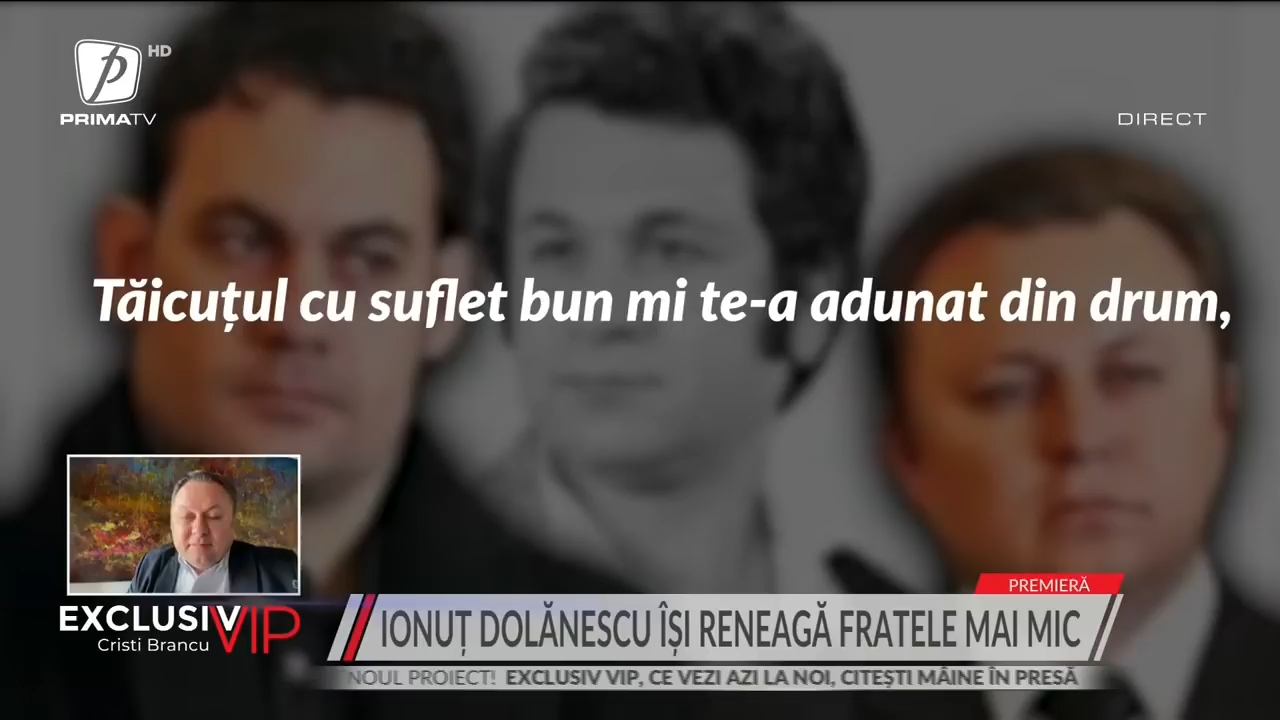 HD
PRIMATV
DIRECT
Tăicuțul cu suflet bun mi te-a adunat din drum,
PREMIERĂ
EXCLUSIV VIP
Cristi Brancu
IONUȚ DOLĂNESCU ÎȘI RENEAGĂ FRATELE MAI MIC
NOUL PROIECT! EXCLUSIV VIP, CE VEZI AZI LA NOI, CITEȘTI MÂINE ÎN PRESĂ